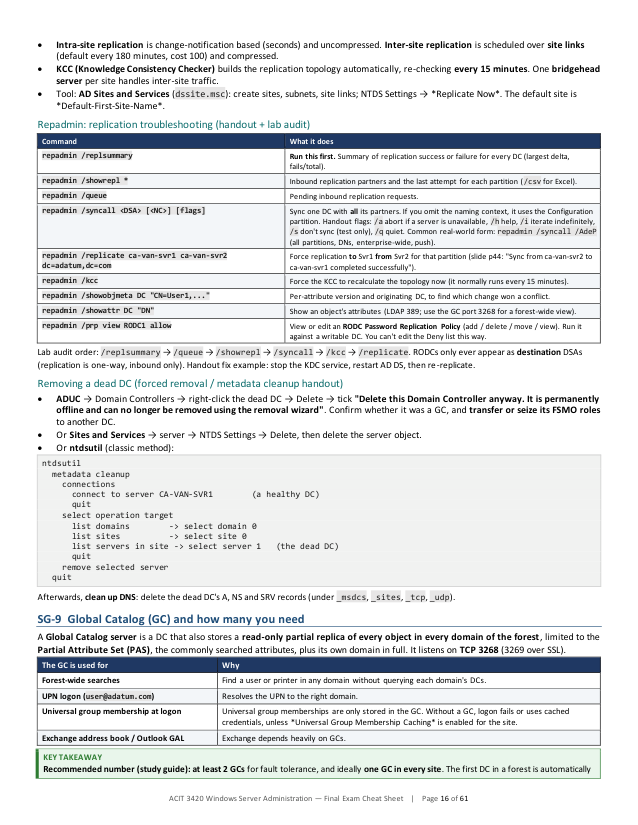 • Intra-site replication is change-notification based (seconds) and uncompressed. Inter-site replication is scheduled over site links
(default every 180 minutes, cost 100) and compressed.
• KCC (Knowledge Consistency Checker) builds the replication topology automatically, re-checking every 15 minutes. One bridgehead
server per site handles inter-site traffic.
• Tool: AD Sites and Services (dssite.msc): create sites, subnets, site links; NTDS Settings → *Replicate Now*. The default site is
*Default-First-Site-Name*.
Repadmin: replication troubleshooting (handout + lab audit)
Command What it does
repadmin /replsummary Run this first. Summary of replication success or failure for every DC (largest delta,
fails/total).
repadmin /showrepl * Inbound replication partners and the last attempt for each partition (/csv for Excel).
repadmin /queue Pending inbound replication requests.
repadmin /syncall <DSA> [<NC>] [flags] Sync one DC with all its partners. If you omit the naming context, it uses the Configuration
partition. Handout flags: /a abort if a server is unavailable, /h help, /i iterate indefinitely,
/s don't sync (test only), /q quiet. Common real-world form: repadmin /syncall /AdeP
(all partitions, DNs, enterprise-wide, push).
repadmin /replicate ca-van-svr1 ca-van-svr2 Force replication to Svr1 from Svr2 for that partition (slide p44: "Sync from ca-van-svr2 to
dc=adatum,dc=com ca-van-svr1 completed successfully").
repadmin /kcc Force the KCC to recalculate the topology now (it normally runs every 15 minutes).
repadmin /showobjmeta DC "CN=User1,..." Per-attribute version and originating DC, to find which change won a conflict.
repadmin /showattr DC "DN" Show an object's attributes (LDAP 389; use the GC port 3268 for a forest-wide view).
repadmin /prp view RODC1 allow View or edit an RODC Password Replication Policy (add / delete / move / view). Run it
against a writable DC. You can't edit the Deny list this way.
Lab audit order: /replsummary → /queue → /showrepl → /syncall → /kcc → /replicate. RODCs only ever appear as destination DSAs
(replication is one-way, inbound only). Handout fix example: stop the KDC service, restart AD DS, then re-replicate.
Removing a dead DC (forced removal / metadata cleanup handout)
• ADUC → Domain Controllers → right-click the dead DC → Delete → tick "Delete this Domain Controller anyway. It is permanently
offline and can no longer be removed using the removal wizard". Confirm whether it was a GC, and transfer or seize its FSMO roles
to another DC.
• Or Sites and Services → server → NTDS Settings → Delete, then delete the server object.
• Or ntdsutil (classic method):
ntdsutil
metadata cleanup
connections
connect to server CA-VAN-SVR1 (a healthy DC)
quit
select operation target
list domains -> select domain 0
list sites -> select site 0
list servers in site -> select server 1 (the dead DC)
quit
remove selected server
quit
Afterwards, clean up DNS: delete the dead DC's A, NS and SRV records (under _msdcs, _sites, _tcp, _udp).
SG-9 Global Catalog (GC) and how many you need
A Global Catalog server is a DC that also stores a read-only partial replica of every object in every domain of the forest, limited to the
Partial Attribute Set (PAS), the commonly searched attributes, plus its own domain in full. It listens on TCP 3268 (3269 over SSL).
The GC is used for Why
Forest-wide searches Find a user or printer in any domain without querying each domain's DCs.
UPN logon (user@adatum.com) Resolves the UPN to the right domain.
Universal group membership at logon Universal group memberships are only stored in the GC. Without a GC, logon fails or uses cached
credentials, unless *Universal Group Membership Caching* is enabled for the site.
Exchange address book / Outlook GAL Exchange depends heavily on GCs.
KEY TAKEAWAY
Recommended number (study guide): at least 2 GCs for fault tolerance, and ideally one GC in every site. The first DC in a forest is automatically
ACIT 3420 Windows Server Administration — Final Exam Cheat Sheet | Page 16 of 61